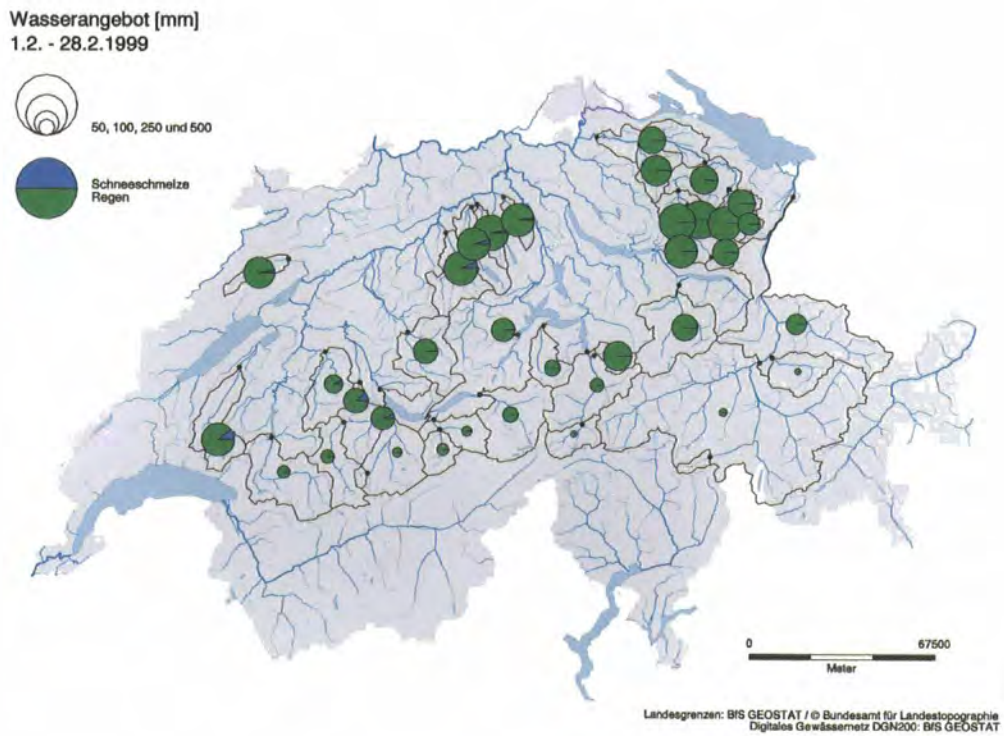 Wasserangebot [mm]
1.2. - 28.2.1999
50, 100, 250 und 500
Schneeschmelze
Regen
0 67500
Meter
Landesgrenzen: BfS GEOSTAT / © Bundesamt für Landestopographie
Digitales Gewässernetz DGN200: BfS GEOSTAT